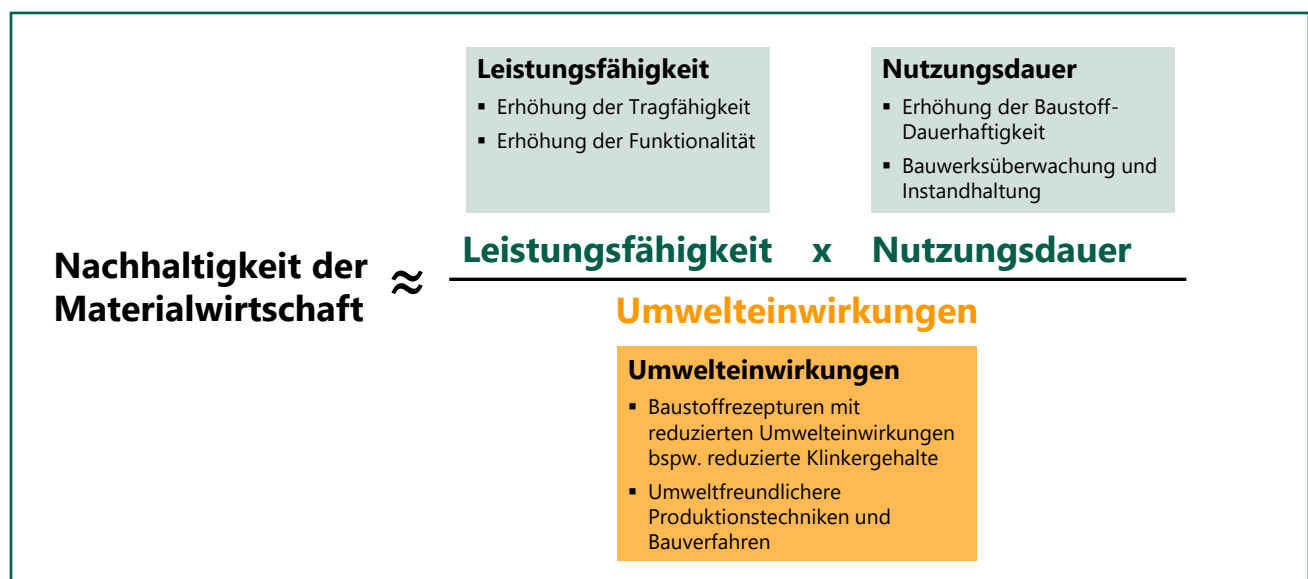 Leistungsfähigkeit
▪ Erhöhung der Tragfähigkeit
▪ Erhöhung der Funktionalität
Nutzungsdauer
▪ Erhöhung der Baustoff-
Dauerhaftigkeit
▪ Bauwerksüberwachung und
Instandhaltung
Nachhaltigkeit der
Materialwirtschaft
≈
Leistungsfähigkeit x Nutzungsdauer
Umwelteinwirkungen
Umwelteinwirkungen
▪ Baustoffrezepturen mit
reduzierten Umwelteinwirkungen
bspw. reduzierte Klinkergehalte
▪ Umweltfreundlichere
Produktionstechniken und
Bauverfahren